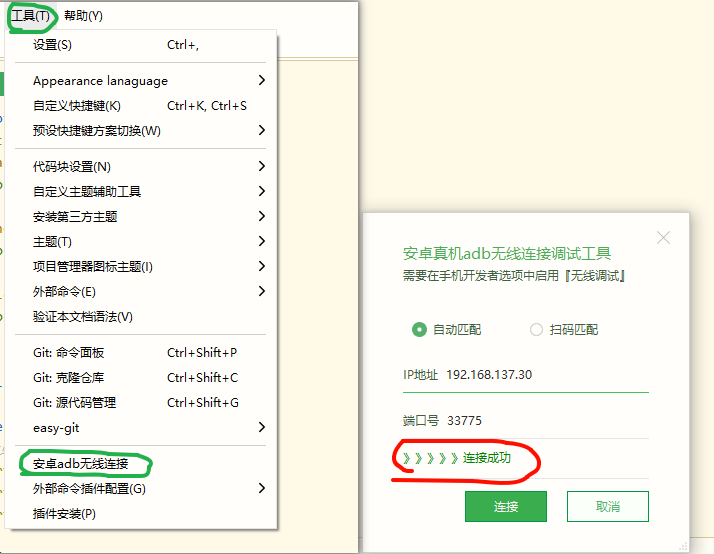 工具(T) 帮助(Y)
设置(S) Ctrl+,
Appearance lanaguage
自定义快捷键(K) Ctrl+K, Ctrl+S
预设快捷键方案切换(W)
代码块设置(N)
自定义主题辅助工具
安装第三方主题
主题(T)
项目管理器图标主题(I)
外部命令(E)
验证本文档语法(V)
Git: 命令面板 Ctrl+Shift+P
Git: 克隆仓库 Ctrl+Shift+C
Git: 源代码管理 Ctrl+Shift+G
easy-git
安卓adb无线连接
外部命令插件配置(G)
插件安装(P)
安卓真机adb无线连接调试工具
需要在手机开发者选项中启用『无线调试』
自动匹配 扫码匹配
IP地址 192.168.137.30
端口号 33775
》》》》》连接成功
连接 取消